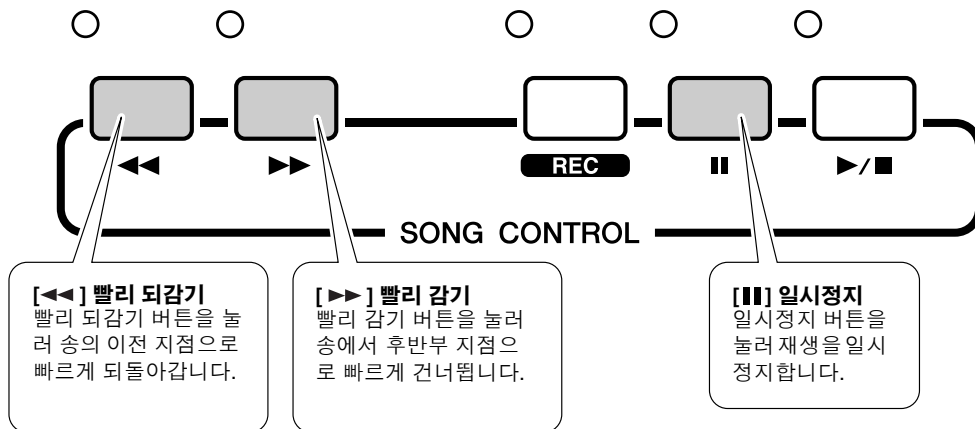 ◄◄
►►
REC
▮▮
►/■
SONG CONTROL
[◄◄] 빨리 되감기
빨리 되감기 버튼을 눌
러 송의 이전 지점으로
빠르게 되돌아갑니다.
[►►] 빨리 감기
빨리 감기 버튼을 눌러
송에서 후반부 지점으
로 빠르게 건너뜁니다.
[▮▮] 일시정지
일시정지 버튼을
눌러 재생을 일시
정지합니다.